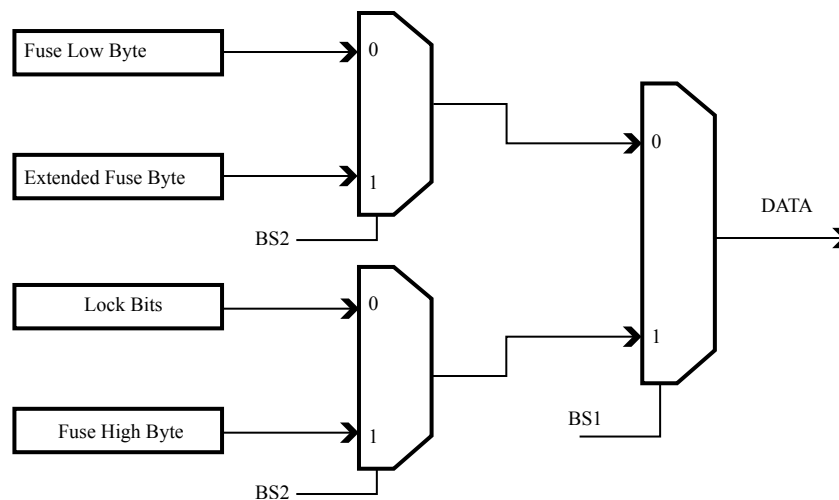 Fuse Low Byte
0
Extended Fuse Byte
1
BS2
0
DATA
Lock Bits
0
1
Fuse High Byte
1
BS1
BS2